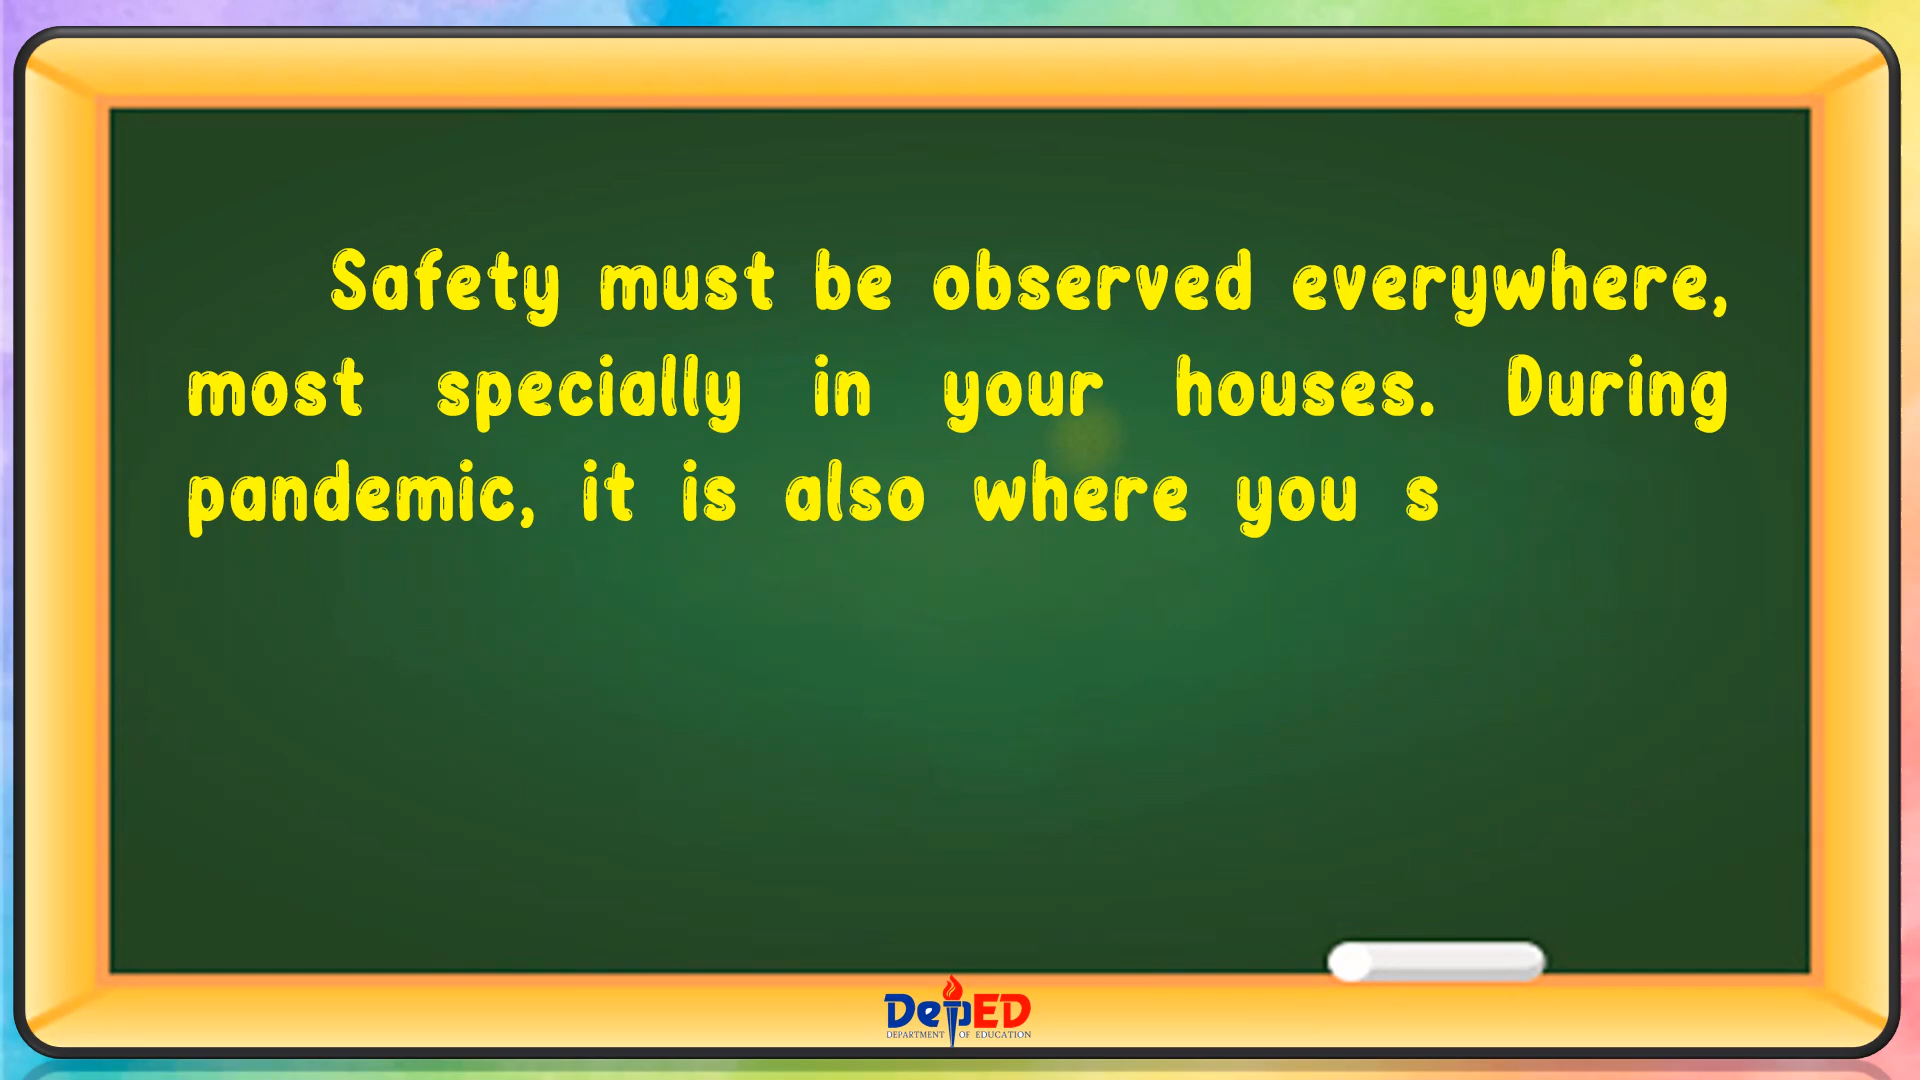 Safety must be observed everywhere,
most specially in your houses. During
pandemic, it is also where you s
DepED
DEPARTMENT OF EDUCATION